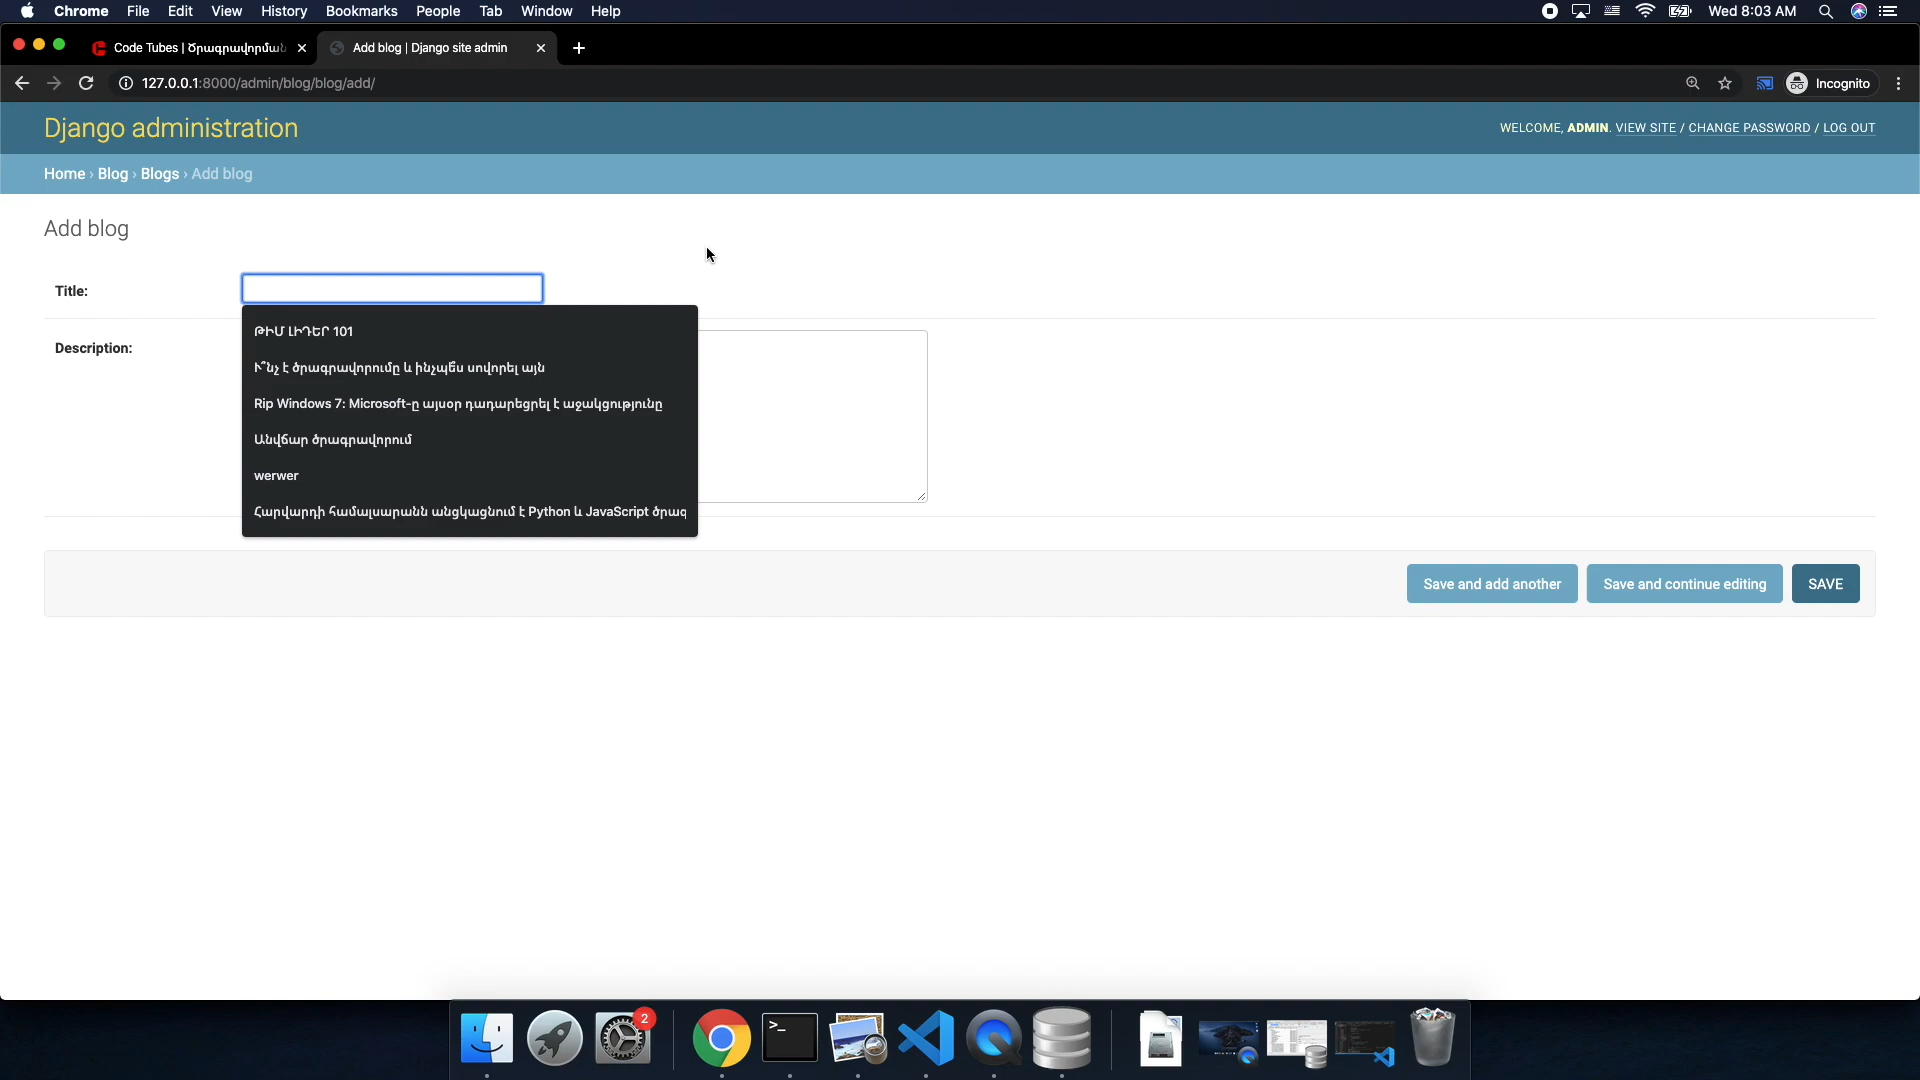 Chrome File Edit View History Bookmarks People Tab Window Help Wed 8:03 AM
Code Tubes | Ծրագրավորման
Add blog | Django site admin
127.0.0.1:8000/admin/blog/blog/add/
Incognito
Django administration
WELCOME, ADMIN. VIEW SITE / CHANGE PASSWORD / LOG OUT
Home › Blog › Blogs › Add blog
Add blog
Title:
ԹԻՄ ԼԻԴԵՐ 101
Description:
Ի՞նչ է ծրագրավորումը և ինչպե՞ս սովորել այն
Rip Windows 7: Microsoft-ը այսօր դադարեցրել է աջակցությունը
Անվճար ծրագրավորում
werwer
Հարվարդի համալսարանն անցկացնում է Python և JavaScript ծրագ
Save and add another
Save and continue editing
SAVE
2